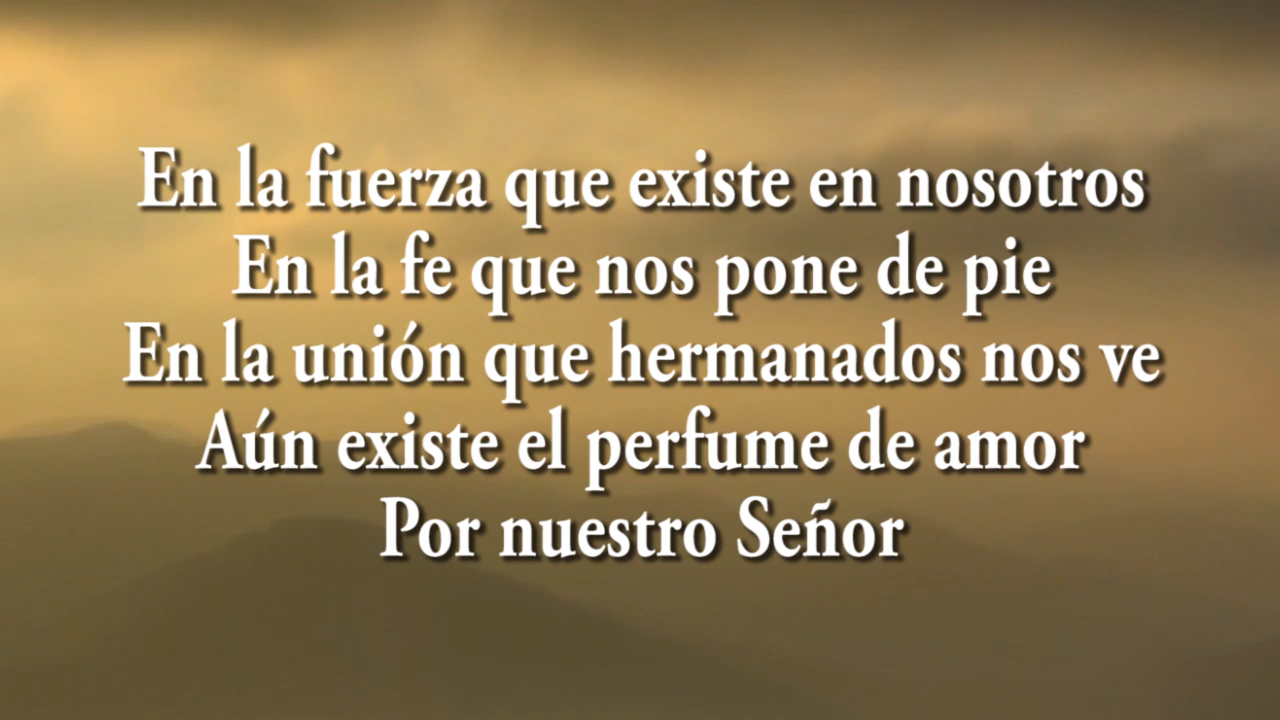 En la fuerza que existe en nosotros
En la fe que nos pone de pie
En la unión que hermanados nos ve
Aún existe el perfume de amor
Por nuestro Señor